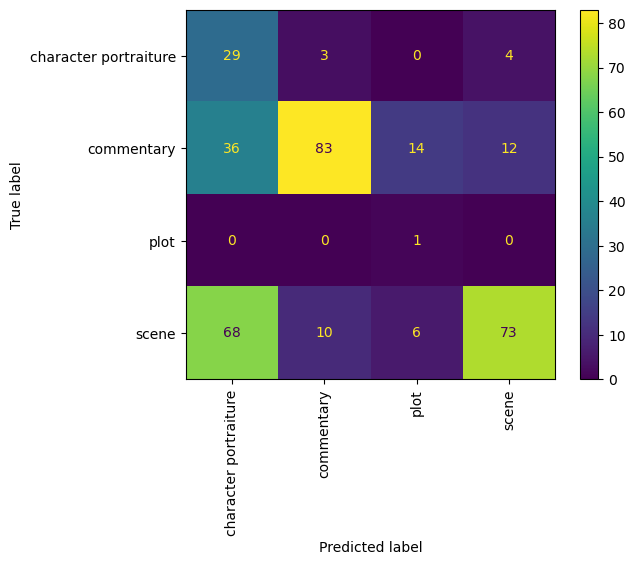 character portraiture 29 3 0 4
commentary 36 83 14 12
plot 0 0 1 0
scene 68 10 6 73
True label
character portraiture
commentary
plot
scene
Predicted label
80
70
60
50
40
30
20
10
0